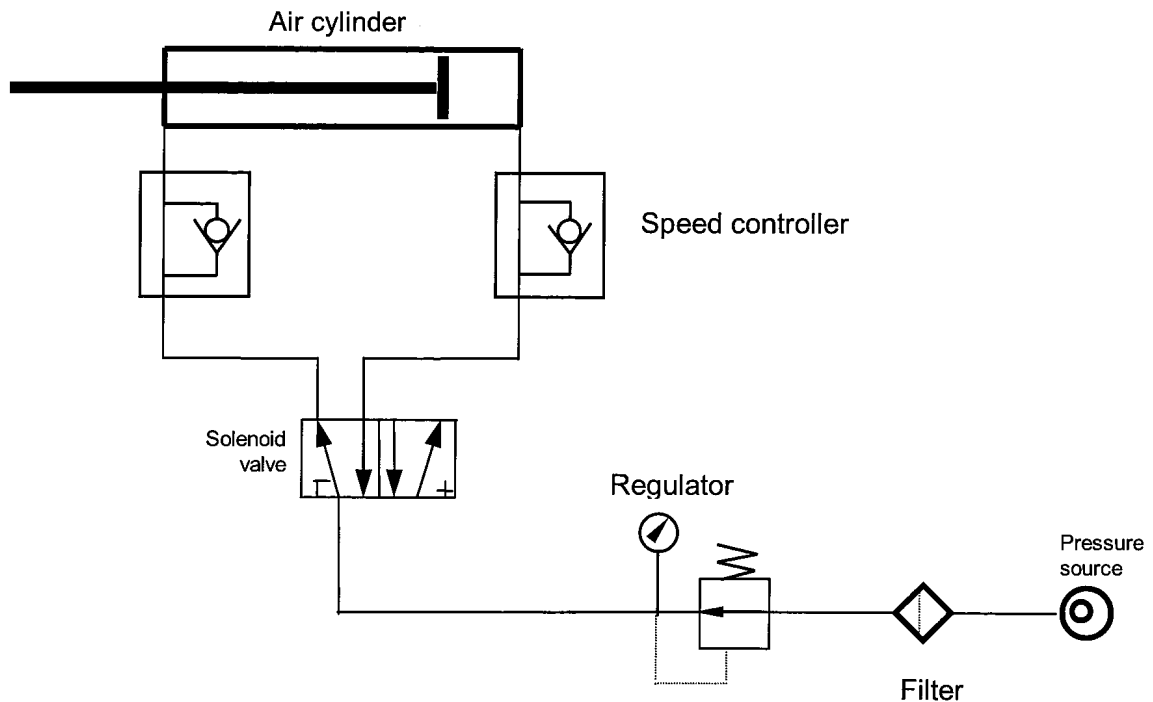 Air cylinder
Speed controller
Solenoid
valve
Regulator
Pressure
source
Filter